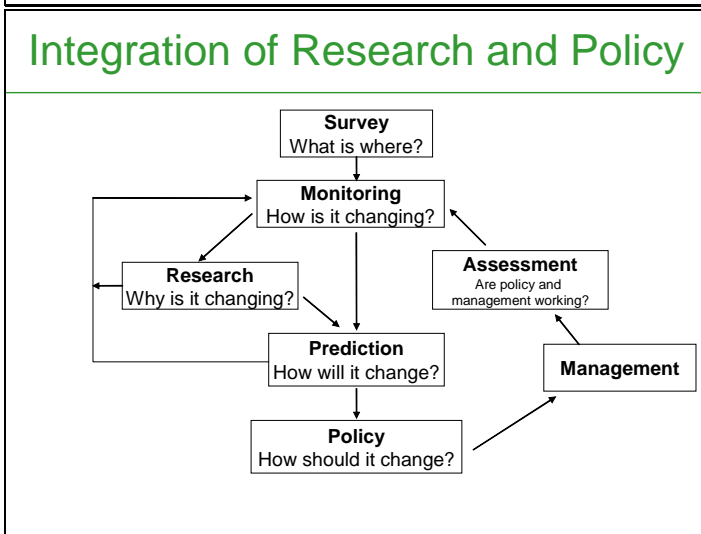 Integration of Research and Policy
Survey
What is where?
Monitoring
How is it changing?
Research
Why is it changing?
Assessment
Are policy and
management working?
Prediction
How will it change?
Management
Policy
How should it change?